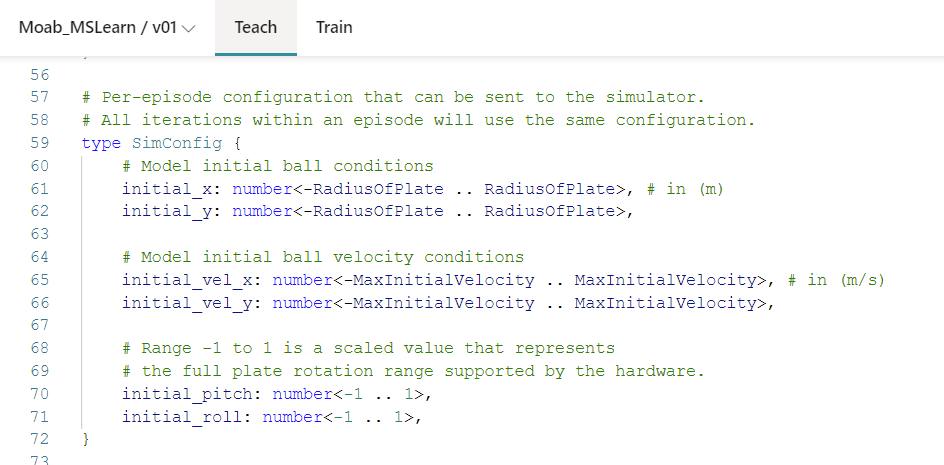 Moab_MSLearn / v01 Teach Train
56
57 # Per-episode configuration that can be sent to the simulator.
58 # All iterations within an episode will use the same configuration.
59 type SimConfig {
60     # Model initial ball conditions
61     initial_x: number<-RadiusOfPlate .. RadiusOfPlate>, # in (m)
62     initial_y: number<-RadiusOfPlate .. RadiusOfPlate>,
63
64     # Model initial ball velocity conditions
65     initial_vel_x: number<-MaxInitialVelocity .. MaxInitialVelocity>, # in (m/s)
66     initial_vel_y: number<-MaxInitialVelocity .. MaxInitialVelocity>,
67
68     # Range -1 to 1 is a scaled value that represents
69     # the full plate rotation range supported by the hardware.
70     initial_pitch: number<-1 .. 1>,
71     initial_roll: number<-1 .. 1>,
72 }
73